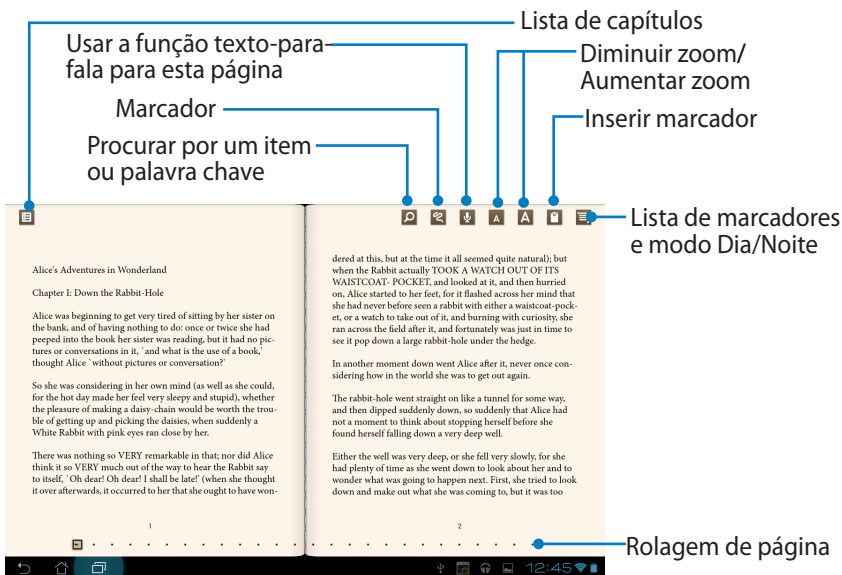 Lista de capítulos
Usar a função texto-para-
fala para esta página
Diminuir zoom/
Aumentar zoom
Marcador
Inserir marcador
Procurar por um item
ou palavra chave
Lista de marcadores
e modo Dia/Noite
A
A
Alice's Adventures in Wonderland
Chapter I: Down the Rabbit-Hole
Alice was beginning to get very tired of sitting by her sister on
the bank, and of having nothing to do: once or twice she had
peeped into the book her sister was reading, but it had no pic-
tures or conversations in it, `and what is the use of a book,'
thought Alice `without pictures or conversation?'
So she was considering in her own mind (as well as she could,
for the hot day made her feel very sleepy and stupid), whether
the pleasure of making a daisy-chain would be worth the trou-
ble of getting up and picking the daisies, when suddenly a
White Rabbit with pink eyes ran close by her.
There was nothing so VERY remarkable in that; nor did Alice
think it so VERY much out of the way to hear the Rabbit say
to itself, `Oh dear! Oh dear! I shall be late!' (when she thought
it over afterwards, it occurred to her that she ought to have won-
1
dered at this, but at the time it all seemed quite natural); but
when the Rabbit actually TOOK A WATCH OUT OF ITS
WAISTCOAT- POCKET, and looked at it, and then hurried
on, Alice started to her feet, for it flashed across her mind that
she had never before seen a rabbit with either a waistcoat-pock-
et, or a watch to take out of it, and burning with curiosity, she
ran across the field after it, and fortunately was just in time to
see it pop down a large rabbit-hole under the hedge.
In another moment down went Alice after it, never once con-
sidering how in the world she was to get out again.
The rabbit-hole went straight on like a tunnel for some way,
and then dipped suddenly down, so suddenly that Alice had
not a moment to think about stopping herself before she
found herself falling down a very deep well.
Either the well was very deep, or she fell very slowly, for she
had plenty of time as she went down to look about her and to
wonder what was going to happen next. First, she tried to look
down and make out what she was coming to, but it was too
2
Rolagem de página
12:45